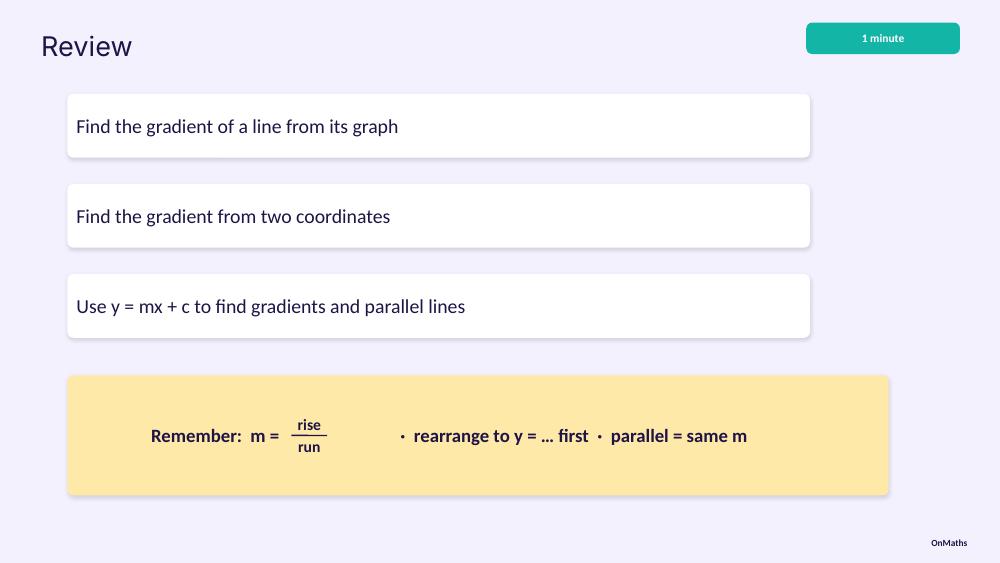 Review
1 minute
Find the gradient of a line from its graph
Find the gradient from two coordinates
Use y = mx + c to find gradients and parallel lines
Remember: m = rise/run · rearrange to y = ... first · parallel = same m
OnMaths